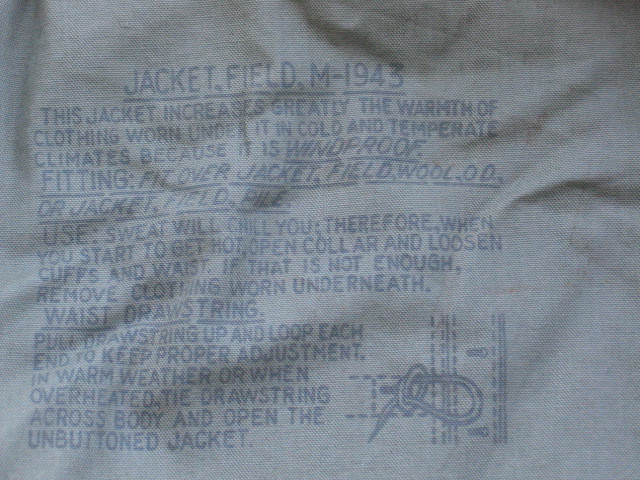 JACKET, FIELD, M-1943
THIS JACKET INCREASES GREATLY THE WARMTH OF
CLOTHING WORN UNDER IT IN COLD AND TEMPERATE
CLIMATES BECAUSE IT IS WINDPROOF
FITTING: FIT OVER JACKET, FIELD, WOOL, O.D.,
OR JACKET, FIELD, PILE
USE: SWEAT WILL CHILL YOU; THEREFORE, WHEN
YOU START TO GET HOT, OPEN COLLAR AND LOOSEN
CUFFS AND WAIST. IF THAT IS NOT ENOUGH,
REMOVE CLOTHING WORN UNDERNEATH.
WAIST DRAWSTRING.
PULL DRAWSTRING UP AND LOOP EACH
END TO KEEP PROPER ADJUSTMENT.
IN WARM WEATHER OR WHEN
OVERHEATED, TIE DRAWSTRING
ACROSS BODY AND OPEN THE
UNBUTTONED JACKET.